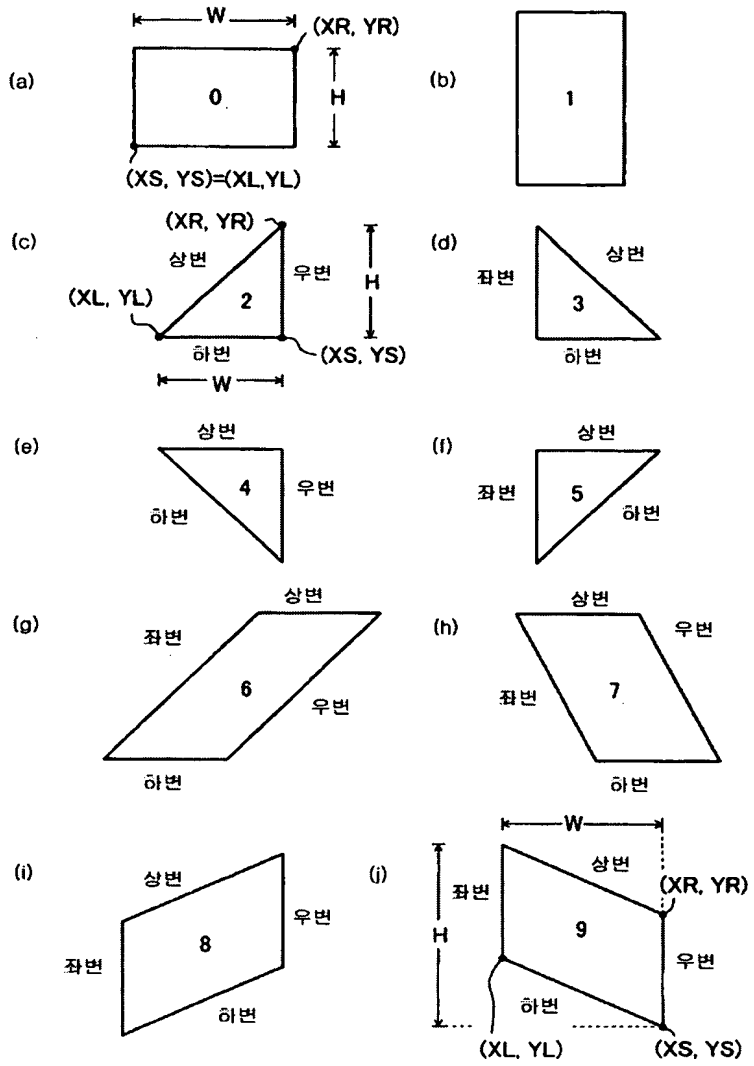 (a)
W
(XR, YR)
0
H
(XS, YS)=(XL,YL)
(b)
1
(c)
(XR, YR)
상변
우변
H
(XL, YL)
2
하변
(XS, YS)
W
(d)
좌변
상변
3
하변
(e)
상변
4
우변
하변
(f)
상변
좌변
5
하변
(g)
상변
좌변
6
우변
하변
(h)
상변
우변
좌변
7
하변
(i)
상변
8
우변
좌변
하변
(j)
W
상변
(XR, YR)
좌변
H
9
우변
하변
(XL, YL)
(XS, YS)